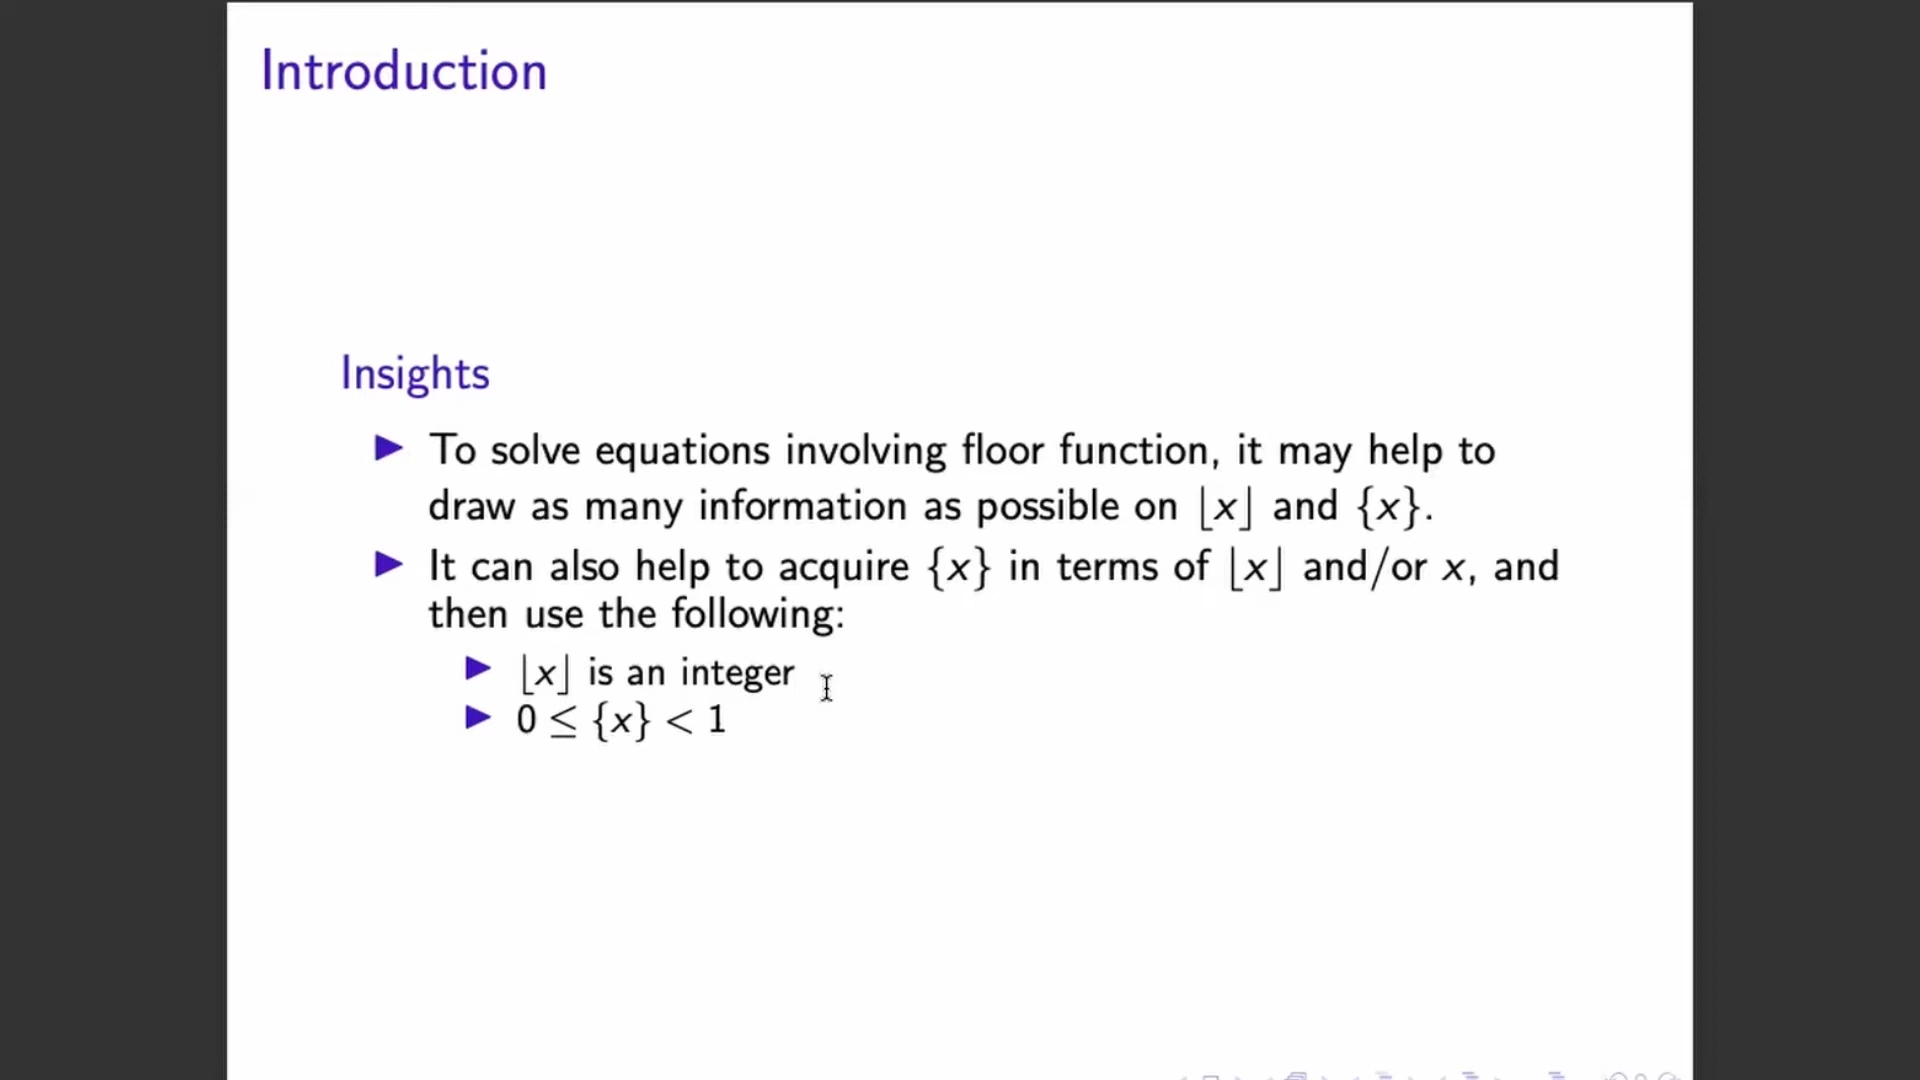 Introduction
Insights
▶ To solve equations involving floor function, it may help to
draw as many information as possible on ⌊x⌋ and {x}.
▶ It can also help to acquire {x} in terms of ⌊x⌋ and/or x, and
then use the following:
▶ ⌊x⌋ is an integer
▶ 0 ≤ {x} < 1